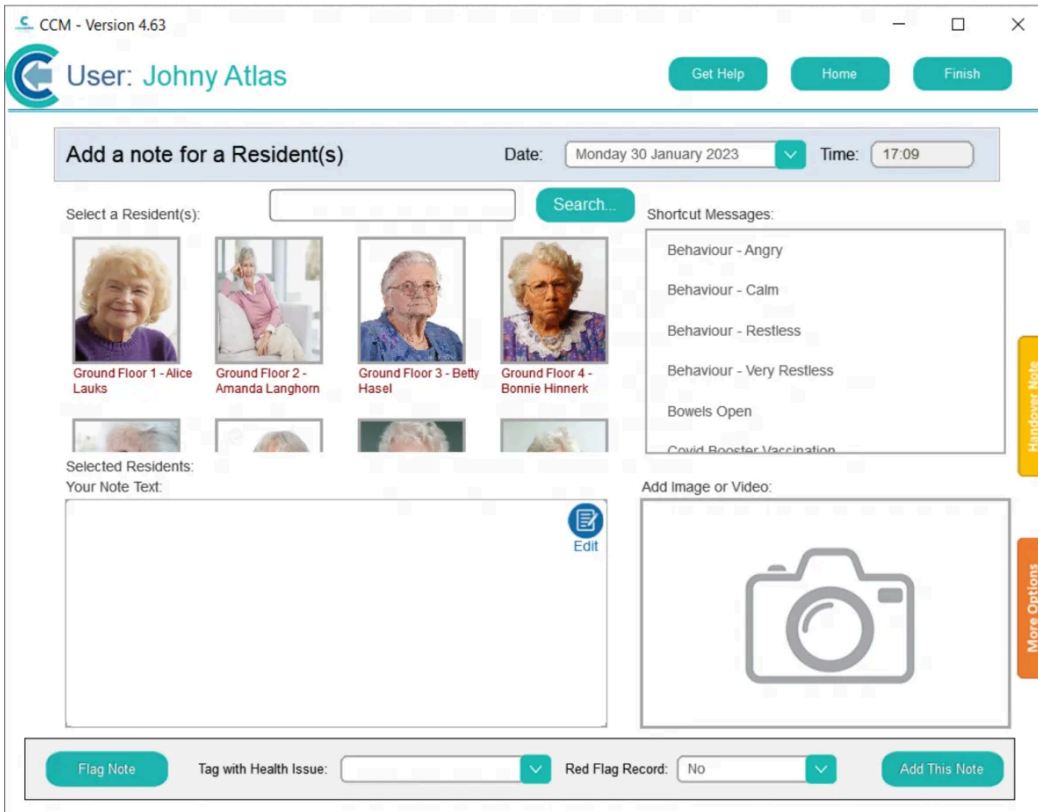 CCM - Version 4.63
User: Johny Atlas
Get Help
Home
Finish
Add a note for a Resident(s)
Date:
Monday 30 January 2023
Time:
17:09
Select a Resident(s):
Search...
Shortcut Messages:
Ground Floor 1 - Alice
Lauks
Ground Floor 2 -
Amanda Langhorn
Ground Floor 3 - Betty
Hasel
Ground Floor 4 -
Bonnie Hinnerk
Behaviour - Angry
Behaviour - Calm
Behaviour - Restless
Behaviour - Very Restless
Bowels Open
Covid Booster Vaccination
Handover Note
Selected Residents:
Your Note Text:
Edit
Add Image or Video:
More Options
Flag Note
Tag with Health Issue:
Red Flag Record:
No
Add This Note